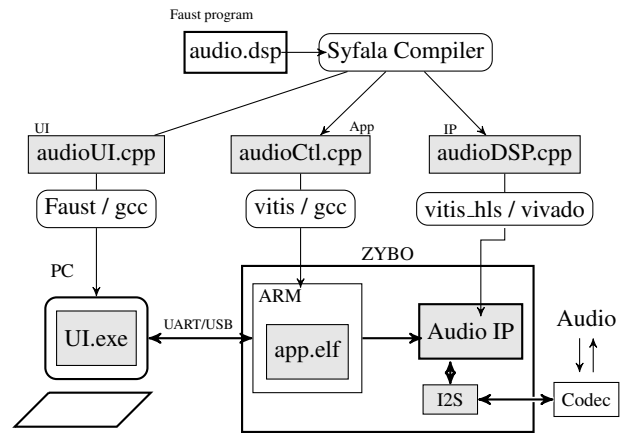 Faust program
audio.dsp
Syfala Compiler
UI
App
IP
audioUI.cpp
audioCtl.cpp
audioDSP.cpp
Faust / gcc
vitis / gcc
vitis_hls / vivado
PC
ZYBO
ARM
UI.exe
UART/USB
app.elf
Audio IP
Audio
I2S
Codec